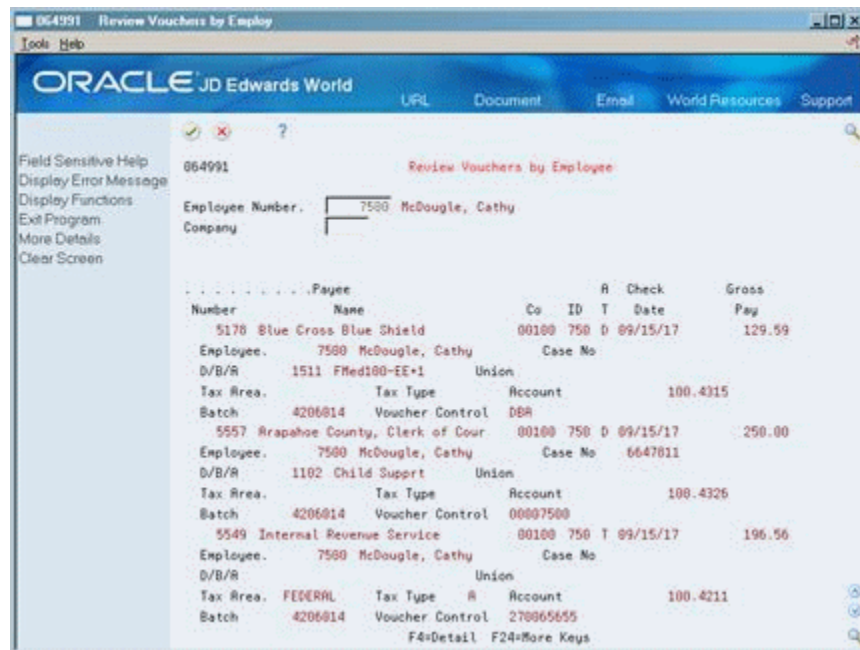 064991 Review Vouchers by Employ
Tools Help
ORACLE JD Edwards World
URL Document Email World Resources Support
?
Field Sensitive Help
Display Error Message
Display Functions
Exit Program
More Details
Clear Screen
064991 Review Vouchers by Employee
Employee Number. 7500 McDougle, Cathy
Company
. . . . . . . . . .Payee A Check Gross
Number Name Co ID T Date Pay
5178 Blue Cross Blue Shield 00100 750 D 09/15/17 129.59
Employee. 7500 McDougle, Cathy Case No
D/B/A 1511 FMed100-EE+1 Union
Tax Area. Tax Type Account 100.4315
Batch 4206014 Voucher Control DBA
5557 Arapahoe County, Clerk of Cour 00100 750 D 09/15/17 250.00
Employee. 7500 McDougle, Cathy Case No 6647811
D/B/A 1102 Child Supprt Union
Tax Area. Tax Type Account 100.4326
Batch 4206014 Voucher Control 00007500
5549 Internal Revenue Service 00100 750 T 09/15/17 196.56
Employee. 7500 McDougle, Cathy Case No
D/B/A Union
Tax Area. FEDERAL Tax Type A Account 100.4211
Batch 4206014 Voucher Control 270065655
F4=Detail F24=More Keys